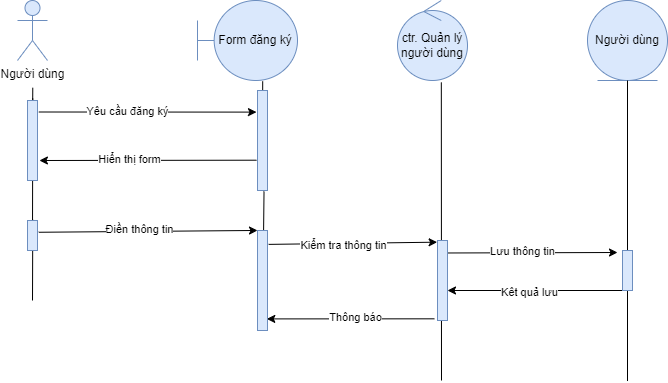 Người dùng
Form đăng ký
ctr. Quản lý
người dùng
Người dùng
Yêu cầu đăng ký
Hiển thị form
Điền thông tin
Kiểm tra thông tin
Lưu thông tin
Kết quả lưu
Thông báo